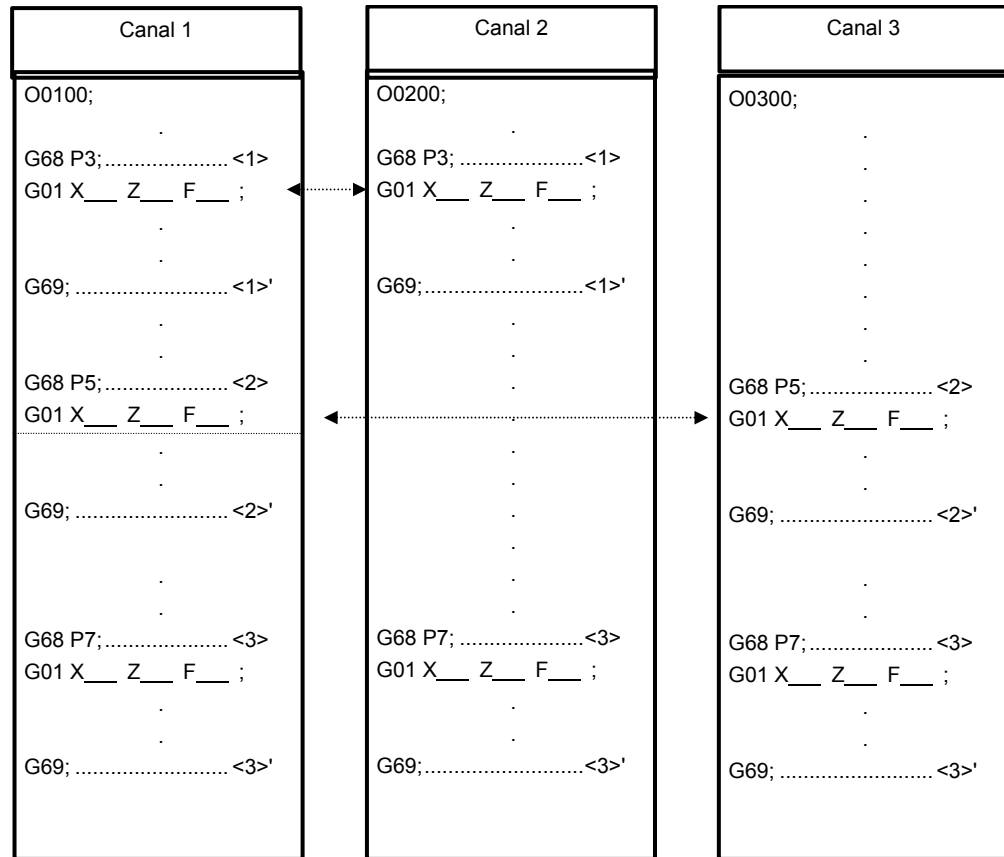 Canal 1
O0100;
.
G68 P3;..................... <1>
G01 X___ Z___ F___ ;
.
.
G69; .......................... <1>'
.
.
G68 P5;..................... <2>
G01 X___ Z___ F___ ;
.
.
G69; .......................... <2>'
.
.
G68 P7;..................... <3>
G01 X___ Z___ F___ ;
.
.
G69; .......................... <3>'
Canal 2
O0200;
.
G68 P3; .....................<1>
G01 X___ Z___ F___ ;
.
.
G69;...........................<1>'
.
.
.
.
.
.
.
.
.
G68 P7; .....................<3>
G01 X___ Z___ F___ ;
.
.
G69;...........................<3>'
Canal 3
O0300;
.
.
.
.
.
.
.
.
G68 P5;..................... <2>
G01 X___ Z___ F___ ;
.
.
G69; .......................... <2>'
.
.
G68 P7;..................... <3>
G01 X___ Z___ F___ ;
.
.
G69; .......................... <3>'